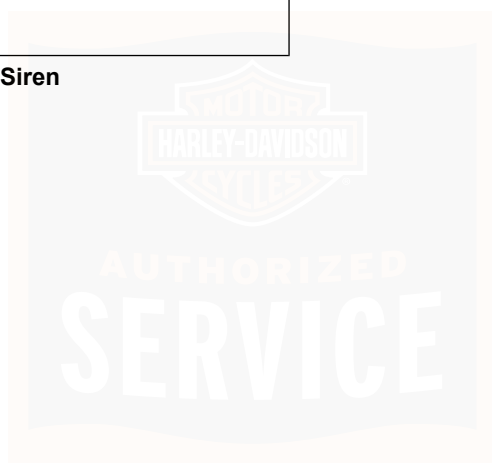 Siren
MOTOR
HARLEY-DAVIDSON
CYCLES
AUTHORIZED
SERVICE